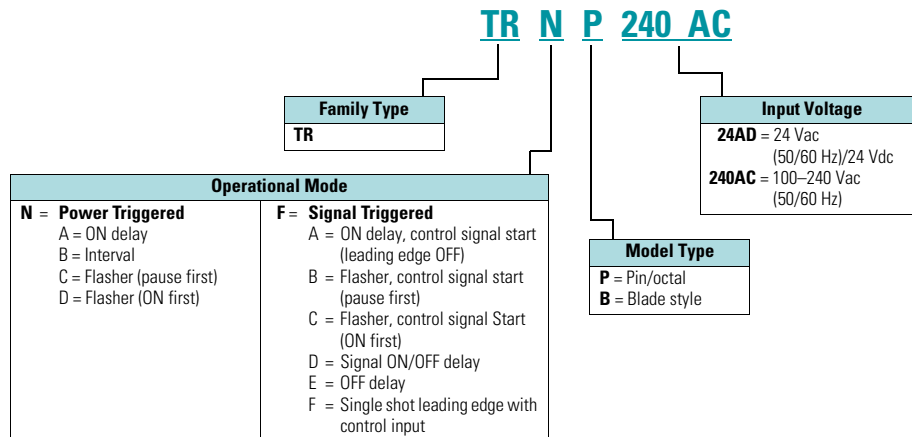 TR N P 240 AC
Family Type
TR
Input Voltage
24AD = 24 Vac
(50/60 Hz)/24 Vdc
240AC = 100–240 Vac
(50/60 Hz)
Operational Mode
N = Power Triggered
A = ON delay
B = Interval
C = Flasher (pause first)
D = Flasher (ON first)
F = Signal Triggered
A = ON delay, control signal start
(leading edge OFF)
B = Flasher, control signal start
(pause first)
C = Flasher, control signal Start
(ON first)
D = Signal ON/OFF delay
E = OFF delay
F = Single shot leading edge with
control input
Model Type
P = Pin/octal
B = Blade style